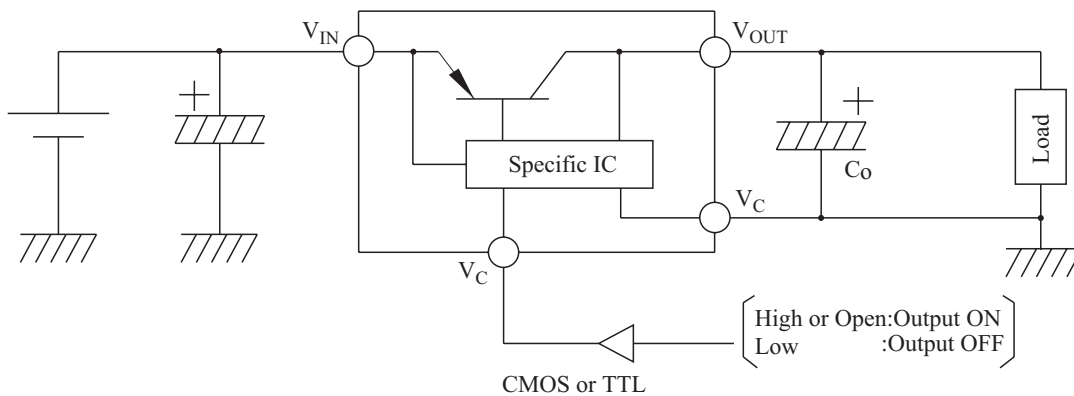 VIN
VOUT
+
+
Specific IC
Load
Co
VC
VC
High or Open:Output ON
Low :Output OFF
CMOS or TTL